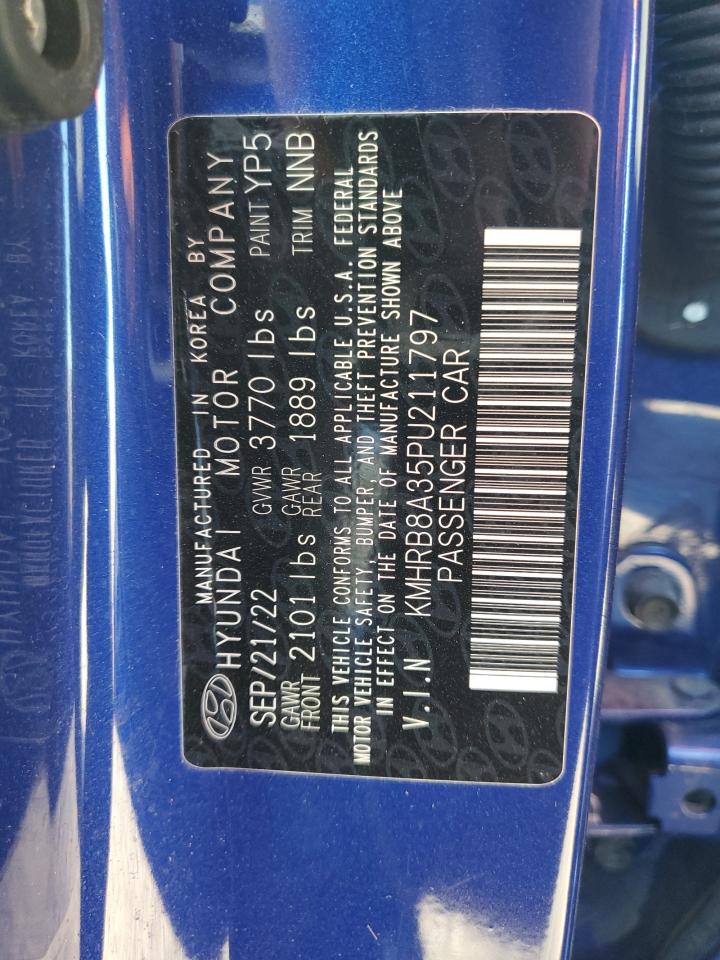 MANUFACTURED IN KOREA BY
HYUNDAI MOTOR COMPANY
SEP/21/22 GVWR 3770 lbs PAINT YP5
GAWR FRONT 2101 lbs GAWR REAR 1889 lbs TRIM NNB
THIS VEHICLE CONFORMS TO ALL APPLICABLE U.S.A. FEDERAL
MOTOR VEHICLE SAFETY, BUMPER, AND THEFT PREVENTION STANDARDS
IN EFFECT ON THE DATE OF MANUFACTURE SHOWN ABOVE
V.I.N KMHRB8A35PU211797
PASSENGER CAR